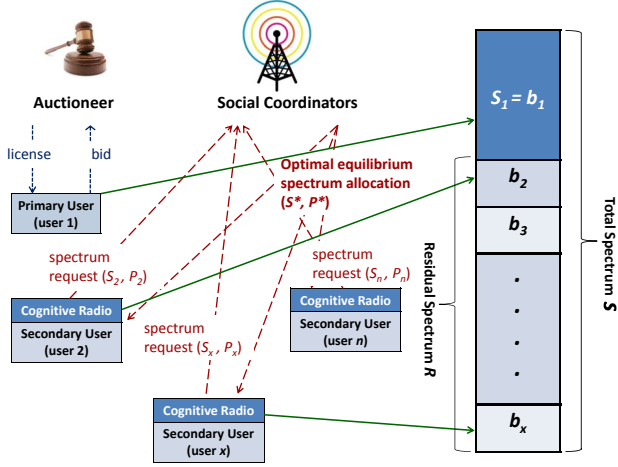 Auctioneer
Social Coordinators
license
bid
Primary User
(user 1)
Optimal equilibrium
spectrum allocation
(S*, P*)
spectrum
request (S2 , P2)
spectrum
request (Sn , Pn)
Cognitive Radio
Secondary User
(user 2)
spectrum
request (Sx , Px)
Cognitive Radio
Secondary User
(user n)
Cognitive Radio
Secondary User
(user x)
S1 = b1
b2
b3
.
.
.
.
bx
Residual Spectrum R
Total Spectrum S